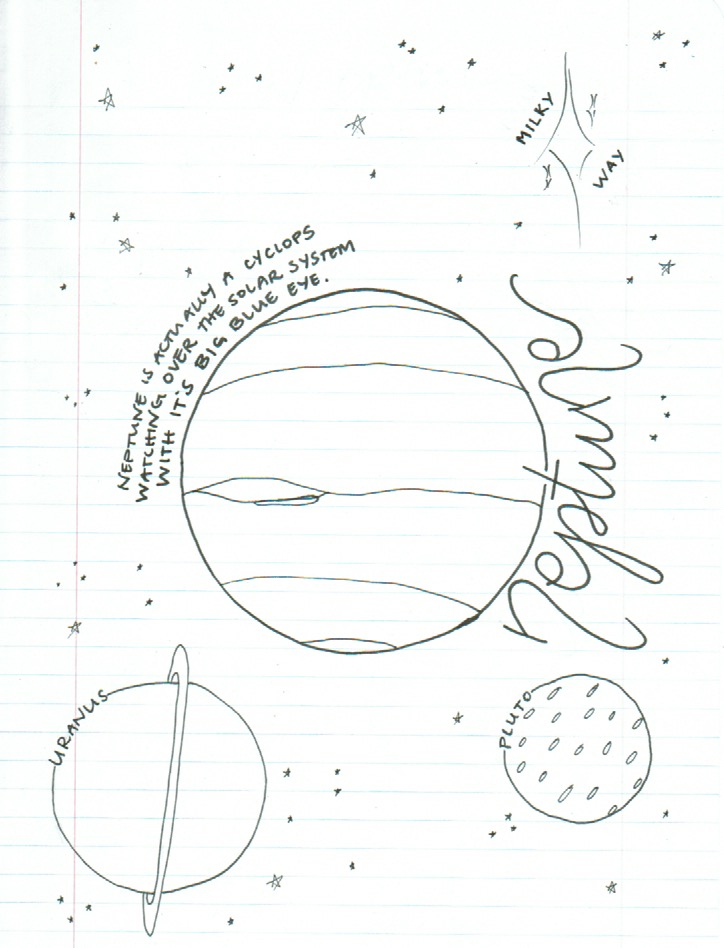 MILKY
WAY
NEPTUNE IS ACTUALLY A CYCLOPS
WATCHING OVER THE SOLAR SYSTEM
WITH IT'S BIG BLUE EYE.
neptune
URANUS
PLUTO